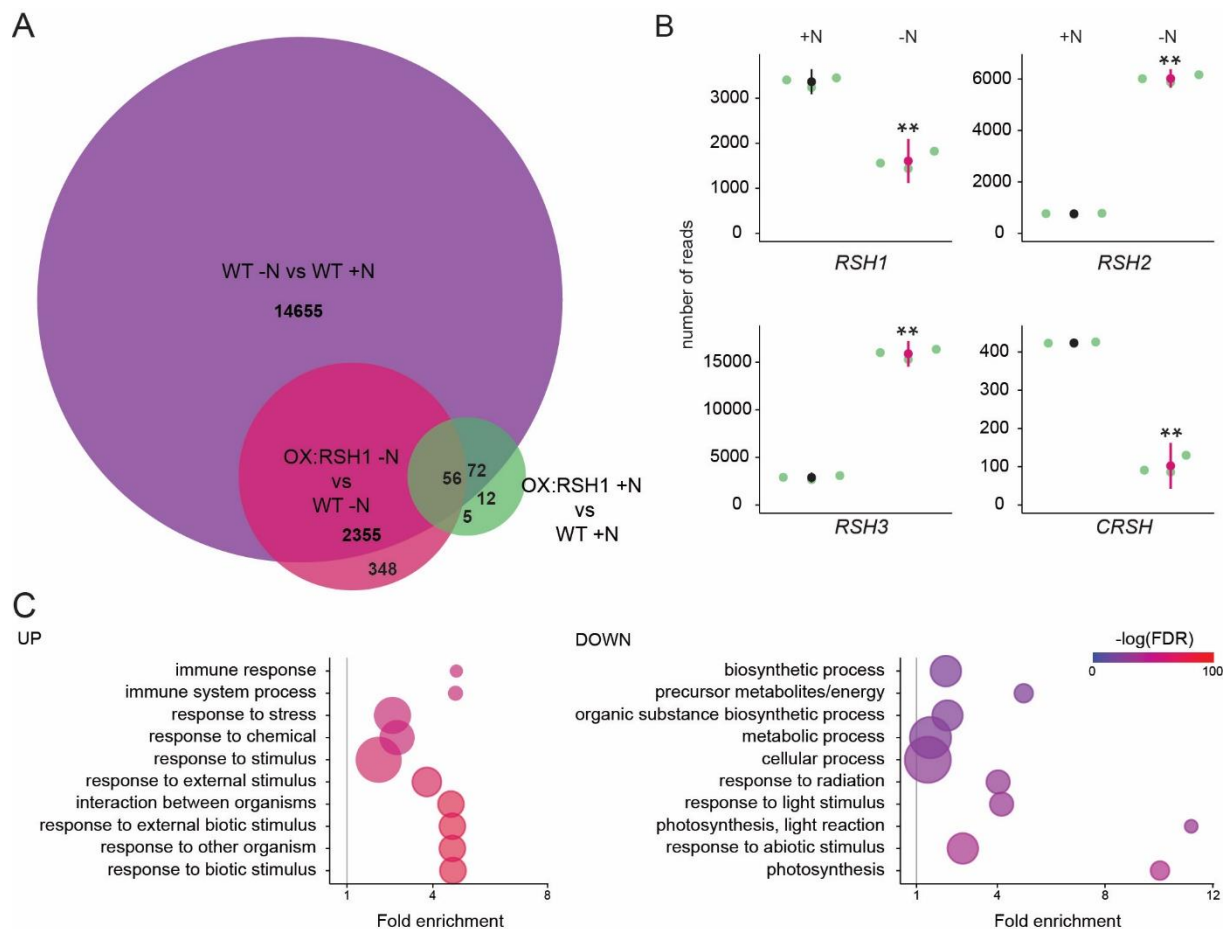 A
WT -N vs WT +N
14655
OX:RSH1 -N
vs
WT -N
2355
348
56
72
12
5
OX:RSH1 +N
vs
WT +N
B
+N
-N
+N
-N
number of reads
3000
2000
1000
0
**
RSH1
6000
4000
2000
0
**
RSH2
15000
10000
5000
0
**
RSH3
400
300
200
100
0
**
CRSH
C
UP
immune response
immune system process
response to stress
response to chemical
response to stimulus
response to external stimulus
interaction between organisms
response to external biotic stimulus
response to other organism
response to biotic stimulus
1
4
8
Fold enrichment
DOWN
-log(FDR)
0
100
biosynthetic process
precursor metabolites/energy
organic substance biosynthetic process
metabolic process
cellular process
response to radiation
response to light stimulus
photosynthesis, light reaction
response to abiotic stimulus
photosynthesis
1
4
8
12
Fold enrichment